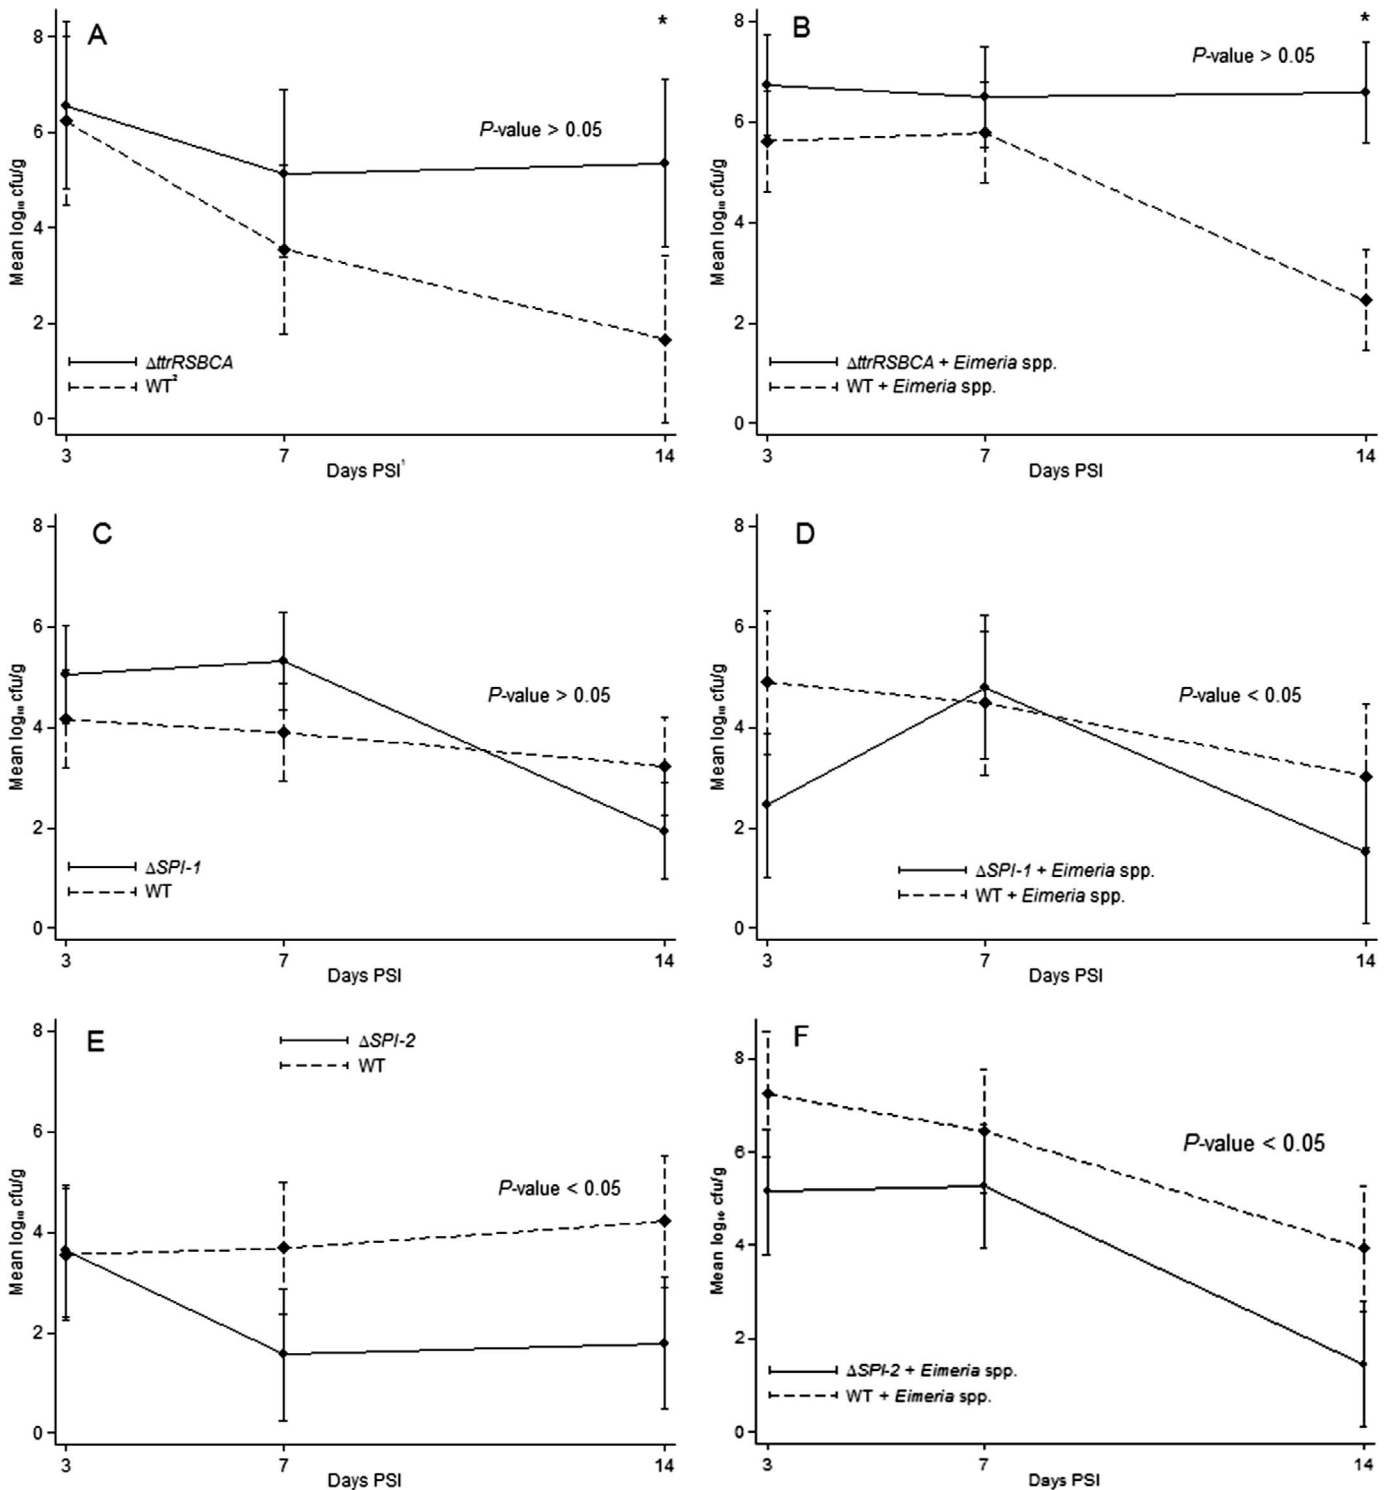 A
*
P-value > 0.05
Mean log₁₀ cfu/g
8
6
4
2
0
ΔttrRSBCA
WT²
3
7
14
Days PSI¹
B
*
P-value > 0.05
Mean log₁₀ cfu/g
8
6
4
2
0
ΔttrRSBCA + Eimeria spp.
WT + Eimeria spp.
3
7
14
Days PSI
C
P-value > 0.05
Mean log₁₀ cfu/g
8
6
4
2
0
ΔSPI-1
WT
3
7
14
Days PSI
D
P-value < 0.05
Mean log₁₀ cfu/g
8
6
4
2
0
ΔSPI-1 + Eimeria spp.
WT + Eimeria spp.
3
7
14
Days PSI
E
ΔSPI-2
WT
P-value < 0.05
Mean log₁₀ cfu/g
8
6
4
2
0
3
7
14
Days PSI
F
P-value < 0.05
Mean log₁₀ cfu/g
8
6
4
2
0
ΔSPI-2 + Eimeria spp.
WT + Eimeria spp.
3
7
14
Days PSI